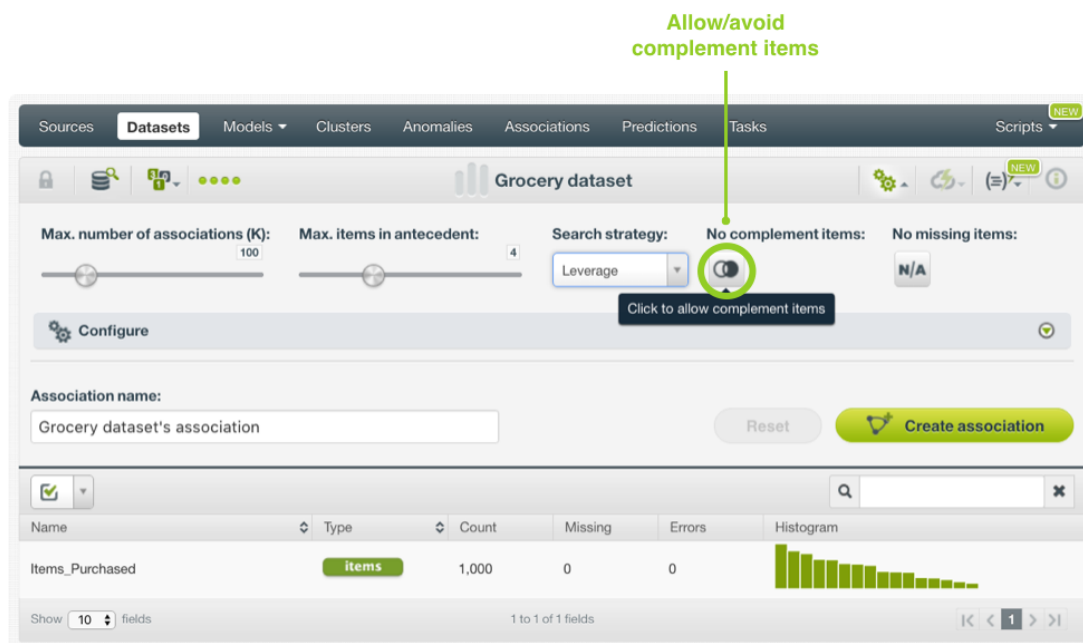 Allow/avoid
complement items
Sources Datasets Models Clusters Anomalies Associations Predictions Tasks Scripts NEW
Grocery dataset NEW
Max. number of associations (K): Max. items in antecedent: Search strategy: No complement items: No missing items:
100 4
Leverage N/A
Click to allow complement items
Configure
Association name:
Grocery dataset's association Reset Create association
Name Type Count Missing Errors Histogram
Items_Purchased items 1,000 0 0
Show 10 fields 1 to 1 of 1 fields 1